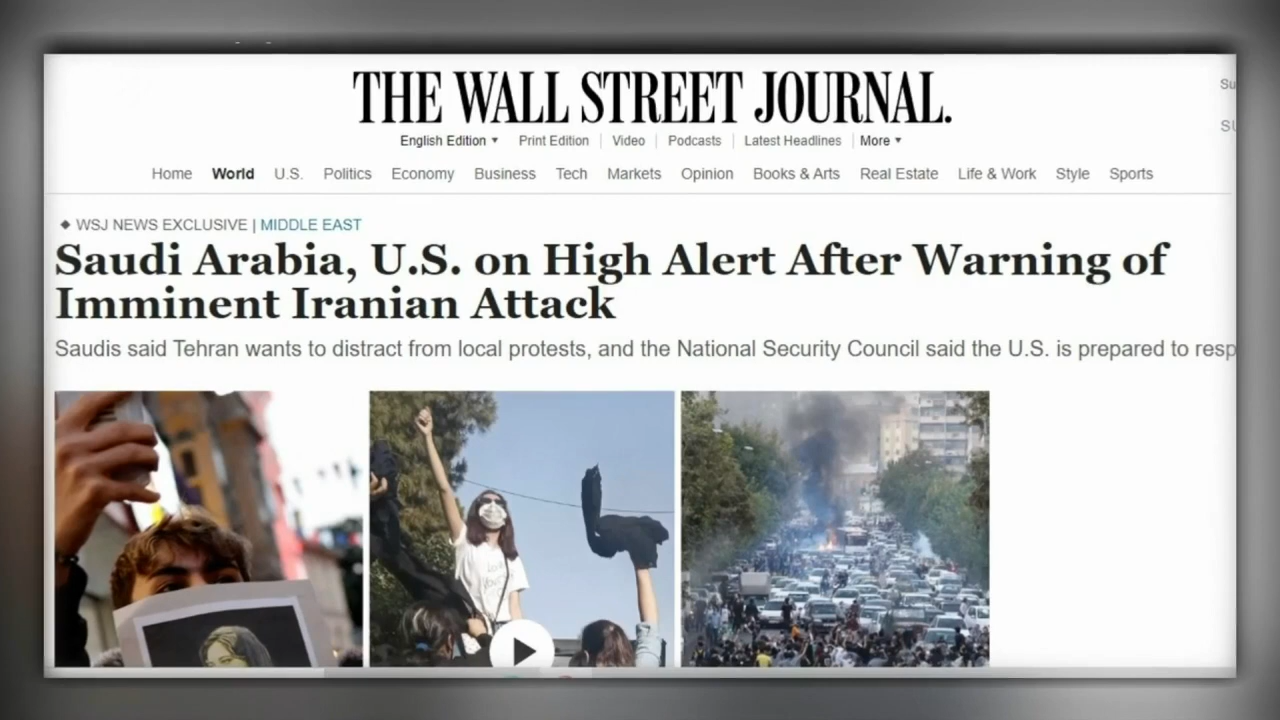 THE WALL STREET JOURNAL.
English Edition Print Edition Video Podcasts Latest Headlines More
Home World U.S. Politics Economy Business Tech Markets Opinion Books & Arts Real Estate Life & Work Style Sports
WSJ NEWS EXCLUSIVE | MIDDLE EAST
Saudi Arabia, U.S. on High Alert After Warning of
Imminent Iranian Attack
Saudis said Tehran wants to distract from local protests, and the National Security Council said the U.S. is prepared to resp